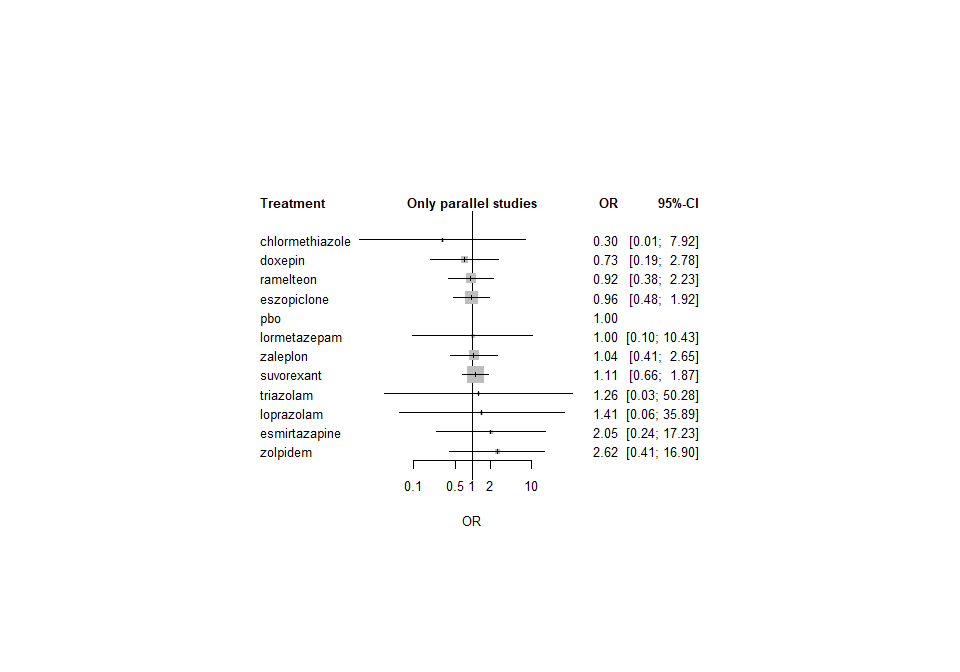 Treatment Only parallel studies OR 95%-CI
chlormethiazole 0.30 [0.01; 7.92]
doxepin 0.73 [0.19; 2.78]
ramelteon 0.92 [0.38; 2.23]
eszopiclone 0.96 [0.48; 1.92]
pbo 1.00
lormetazepam 1.00 [0.10; 10.43]
zaleplon 1.04 [0.41; 2.65]
suvorexant 1.11 [0.66; 1.87]
triazolam 1.26 [0.03; 50.28]
loprazolam 1.41 [0.06; 35.89]
esmirtazapine 2.05 [0.24; 17.23]
zolpidem 2.62 [0.41; 16.90]
0.1 0.5 1 2 10
OR